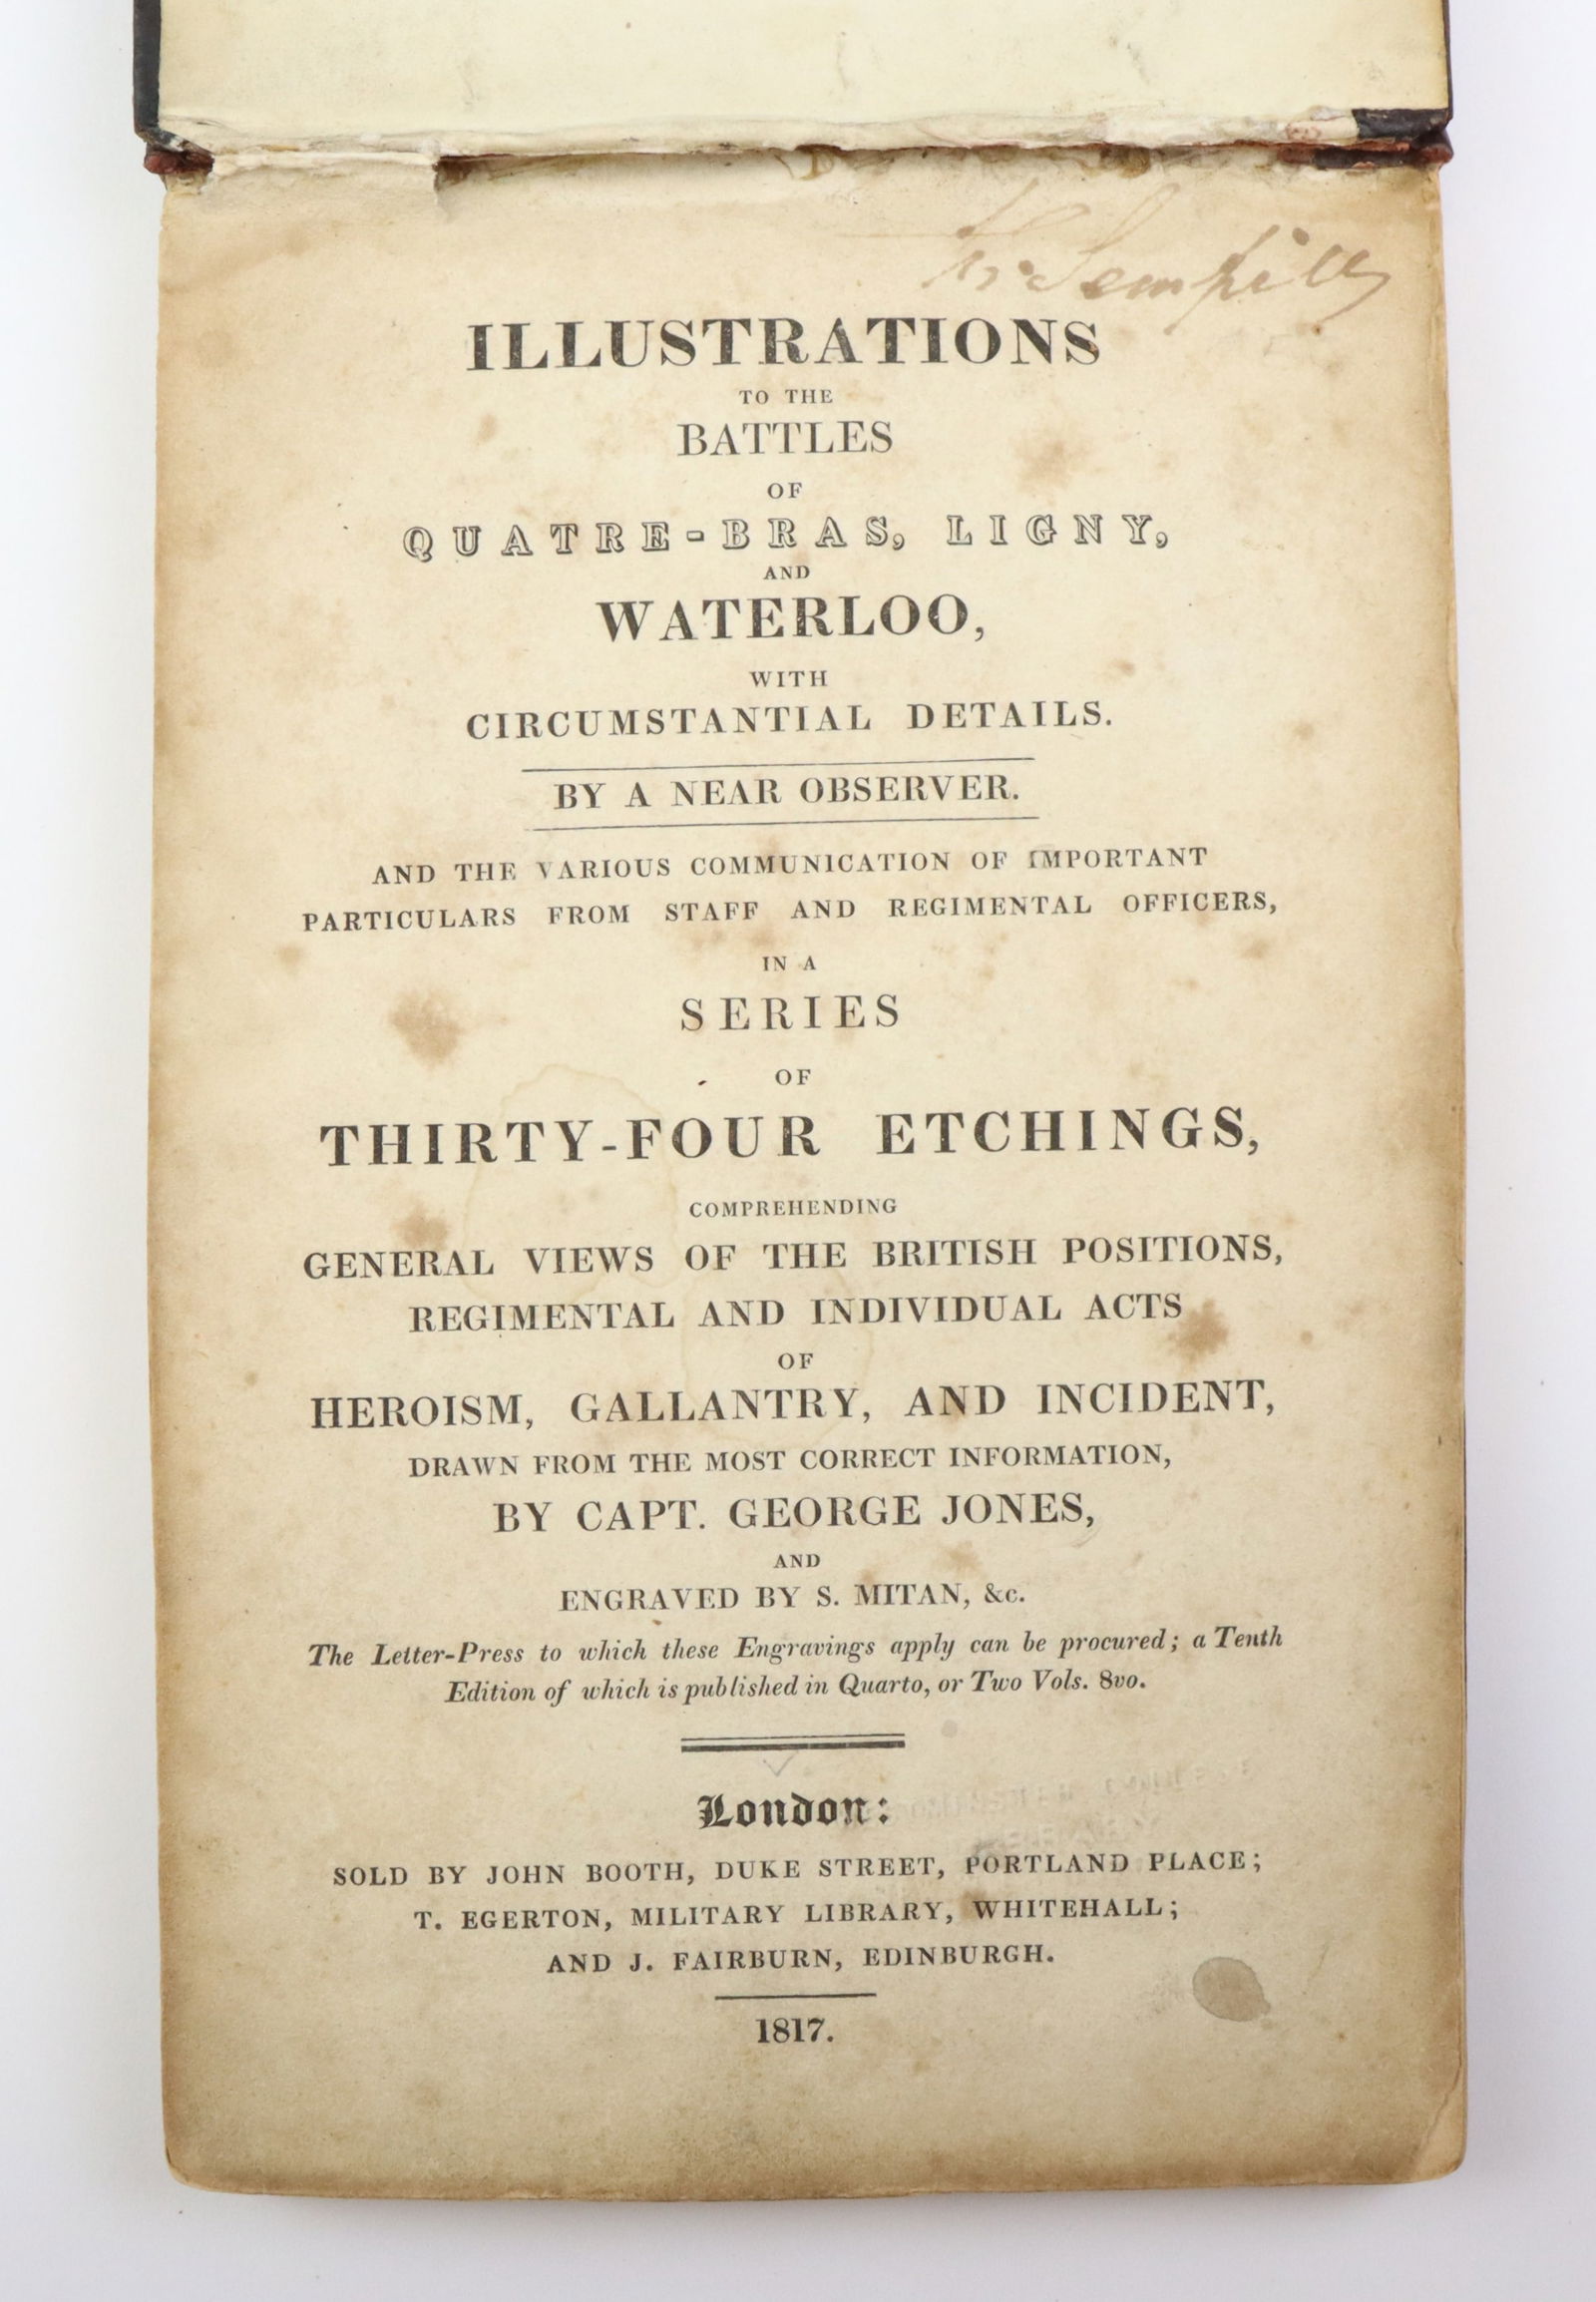 Sempill
ILLUSTRATIONS
TO THE
BATTLES
OF
QUATRE-BRAS, LIGNY,
AND
WATERLOO,
WITH
CIRCUMSTANTIAL DETAILS.
BY A NEAR OBSERVER.
AND THE VARIOUS COMMUNICATION OF IMPORTANT
PARTICULARS FROM STAFF AND REGIMENTAL OFFICERS,
IN A
SERIES
OF
THIRTY-FOUR ETCHINGS,
COMPREHENDING
GENERAL VIEWS OF THE BRITISH POSITIONS,
REGIMENTAL AND INDIVIDUAL ACTS
OF
HEROISM, GALLANTRY, AND INCIDENT,
DRAWN FROM THE MOST CORRECT INFORMATION,
BY CAPT. GEORGE JONES,
AND
ENGRAVED BY S. MITAN, &c.
The Letter-Press to which these Engravings apply can be procured; a Tenth
Edition of which is published in Quarto, or Two Vols. 8vo.
London:
SOLD BY JOHN BOOTH, DUKE STREET, PORTLAND PLACE;
T. EGERTON, MILITARY LIBRARY, WHITEHALL;
AND J. FAIRBURN, EDINBURGH.
1817.